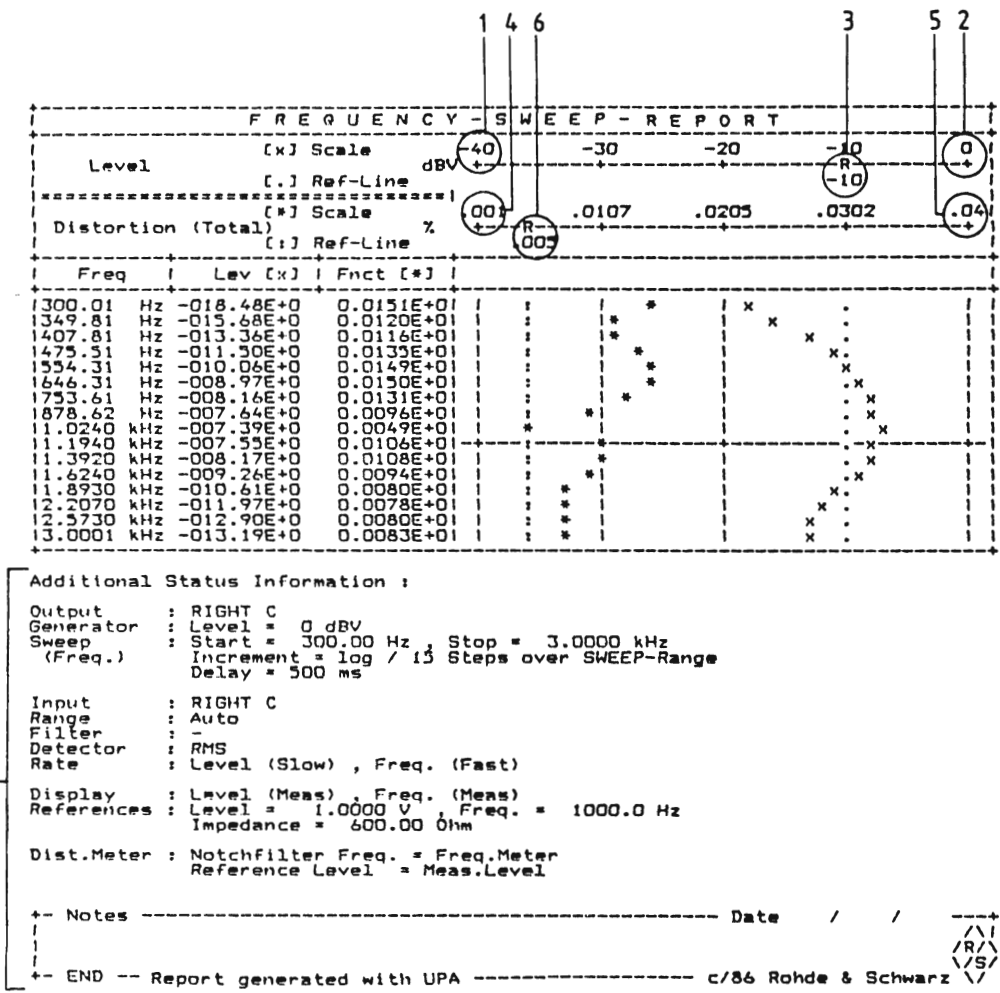 1 4 6 3 5 2
FREQUENCY-SWEEP-REPORT
Level [x] Scale dBV -40 -30 -20 -10 0
[.] Ref-Line R -10
Distortion (Total) [*] Scale % .001 .0107 .0205 .0302 .04
[:] Ref-Line R .005
Freq Lev [x] Fnct [*]
300.01 Hz -018.48E+0 0.0151E+0
349.81 Hz -015.68E+0 0.0120E+0
407.81 Hz -013.36E+0 0.0116E+0
475.51 Hz -011.50E+0 0.0135E+0
554.31 Hz -010.06E+0 0.0149E+0
646.31 Hz -008.97E+0 0.0150E+0
753.61 Hz -008.16E+0 0.0131E+0
878.62 Hz -007.64E+0 0.0096E+0
1.0240 kHz -007.39E+0 0.0049E+0
1.1940 kHz -007.55E+0 0.0106E+0
1.3920 kHz -008.17E+0 0.0108E+0
1.6240 kHz -009.26E+0 0.0094E+0
1.8930 kHz -010.61E+0 0.0080E+0
2.2070 kHz -011.97E+0 0.0078E+0
2.5730 kHz -012.90E+0 0.0080E+0
3.0001 kHz -013.19E+0 0.0083E+0
Additional Status Information :
Output : RIGHT C
Generator : Level = 0 dBV
Sweep : Start = 300.00 Hz , Stop = 3.0000 kHz
(Freq.) Increment = log / 15 Steps over SWEEP-Range
Delay = 500 ms
Input : RIGHT C
Range : Auto
Filter : -
Detector : RMS
Rate : Level (Slow) , Freq. (Fast)
Display : Level (Meas) , Freq. (Meas)
References : Level = 1.0000 V , Freq. = 1000.0 Hz
Impedance = 600.00 Ohm
Dist.Meter : Notchfilter Freq. = Freq.Meter
Reference Level = Meas.Level
+- Notes ---- Date / / ----+
R
S
+- END -- Report generated with UPA ---- c/86 Rohde & Schwarz